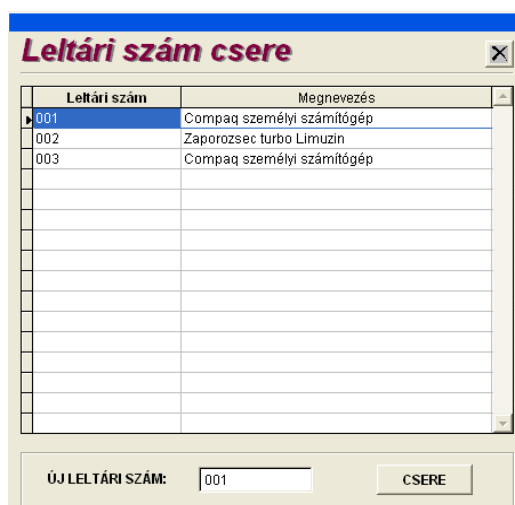 Leltári szám csere
Leltári szám Megnevezés
001 Compaq személyi számítógép
002 Zaporozsec turbo Limuzin
003 Compaq személyi számítógép
ÚJ LELTÁRI SZÁM: 001 CSERE